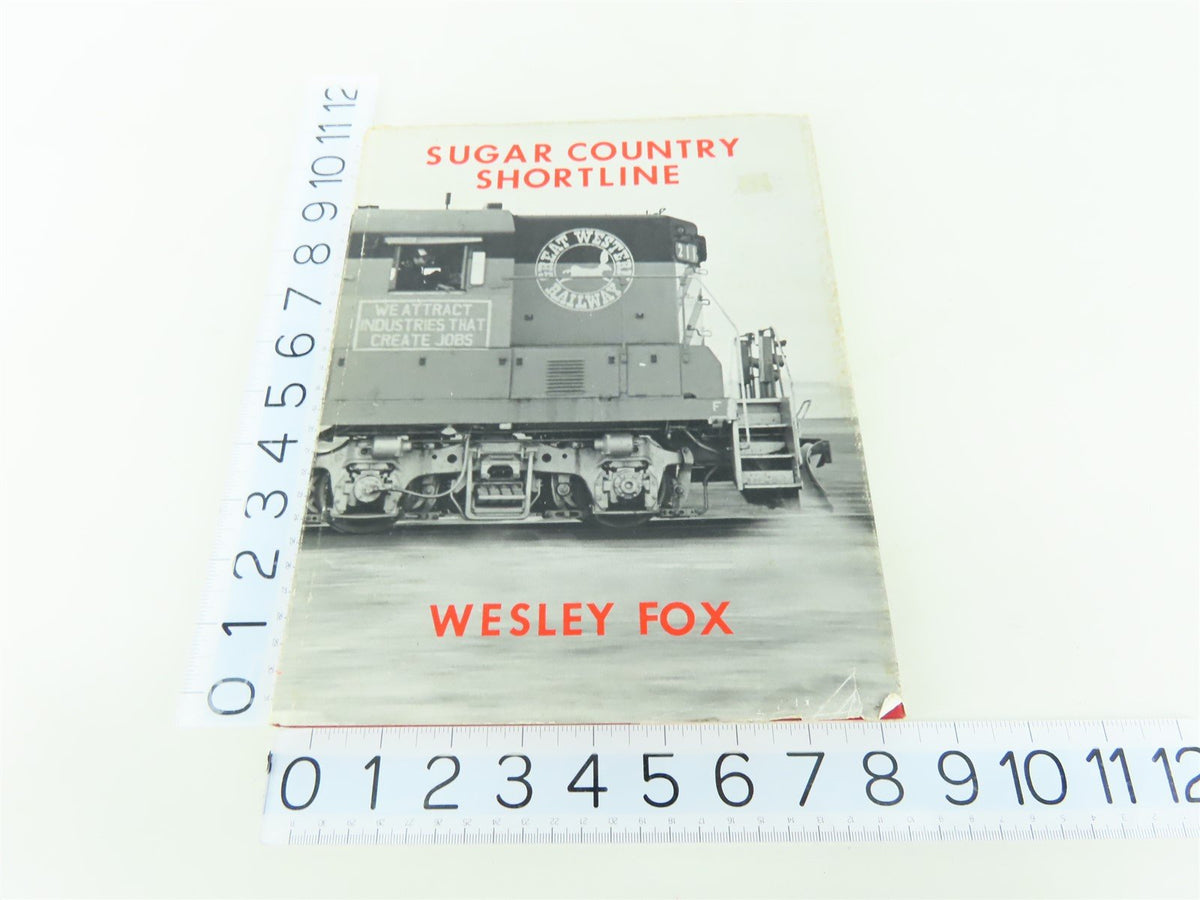 SUGAR COUNTRY
SHORTLINE
GREAT WESTERN
RAILWAY
211
WE ATTRACT
INDUSTRIES THAT
CREATE JOBS
F
WESLEY FOX
0 1 2 3 4 5 6 7 8 9 10 11 12
0 1 2 3 4 5 6 7 8 9 10 11 12